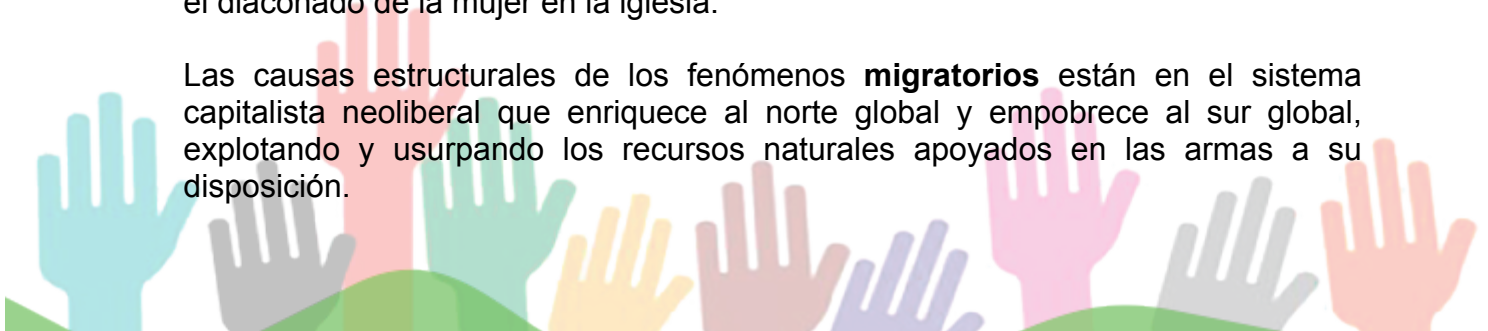 el diaconado de la mujer en la iglesia.
Las causas estructurales de los fenómenos migratorios están en el sistema
capitalista neoliberal que enriquece al norte global y empobrece al sur global,
explotando y usurpando los recursos naturales apoyados en las armas a su
disposición.